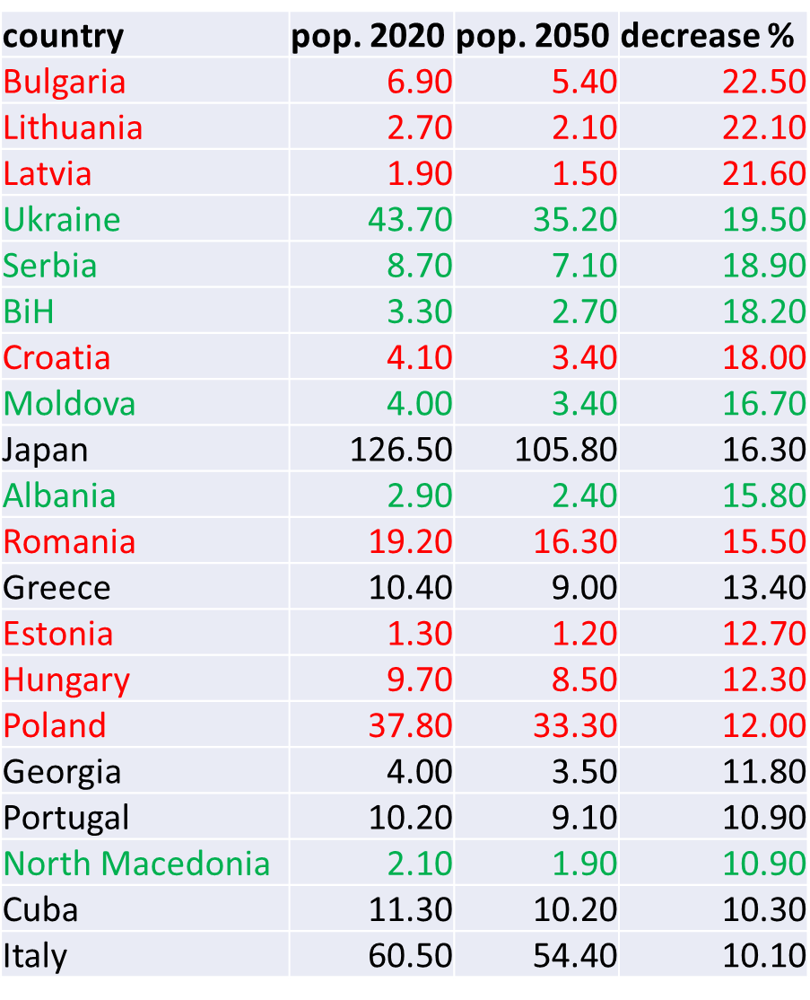 country pop. 2020 pop. 2050 decrease %
Bulgaria 6.90 5.40 22.50
Lithuania 2.70 2.10 22.10
Latvia 1.90 1.50 21.60
Ukraine 43.70 35.20 19.50
Serbia 8.70 7.10 18.90
BiH 3.30 2.70 18.20
Croatia 4.10 3.40 18.00
Moldova 4.00 3.40 16.70
Japan 126.50 105.80 16.30
Albania 2.90 2.40 15.80
Romania 19.20 16.30 15.50
Greece 10.40 9.00 13.40
Estonia 1.30 1.20 12.70
Hungary 9.70 8.50 12.30
Poland 37.80 33.30 12.00
Georgia 4.00 3.50 11.80
Portugal 10.20 9.10 10.90
North Macedonia 2.10 1.90 10.90
Cuba 11.30 10.20 10.30
Italy 60.50 54.40 10.10